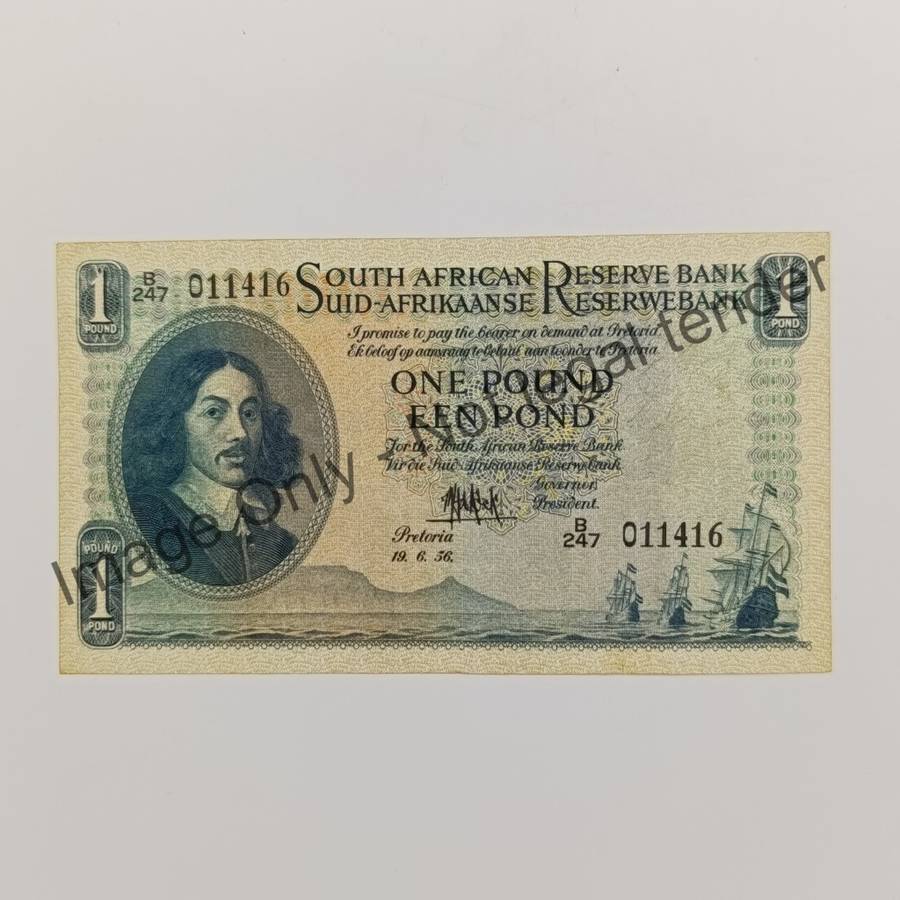 1
POUND
B/247 011416
SOUTH AFRICAN RESERVE BANK
SUID-AFRIKAANSE RESERWEBANK
1
POND
I promise to pay the bearer on demand at Pretoria
Ek beloof op aanvraag te betaal aan toonder te Pretoria
ONE POUND
EEN POND
For the South African Reserve Bank
Vir die Suid-Afrikaanse Reserwebank
Governor.
President.
Pretoria
19. 6. 56.
B/247 011416
POUND
1
POND
Image Only - Not legal tender